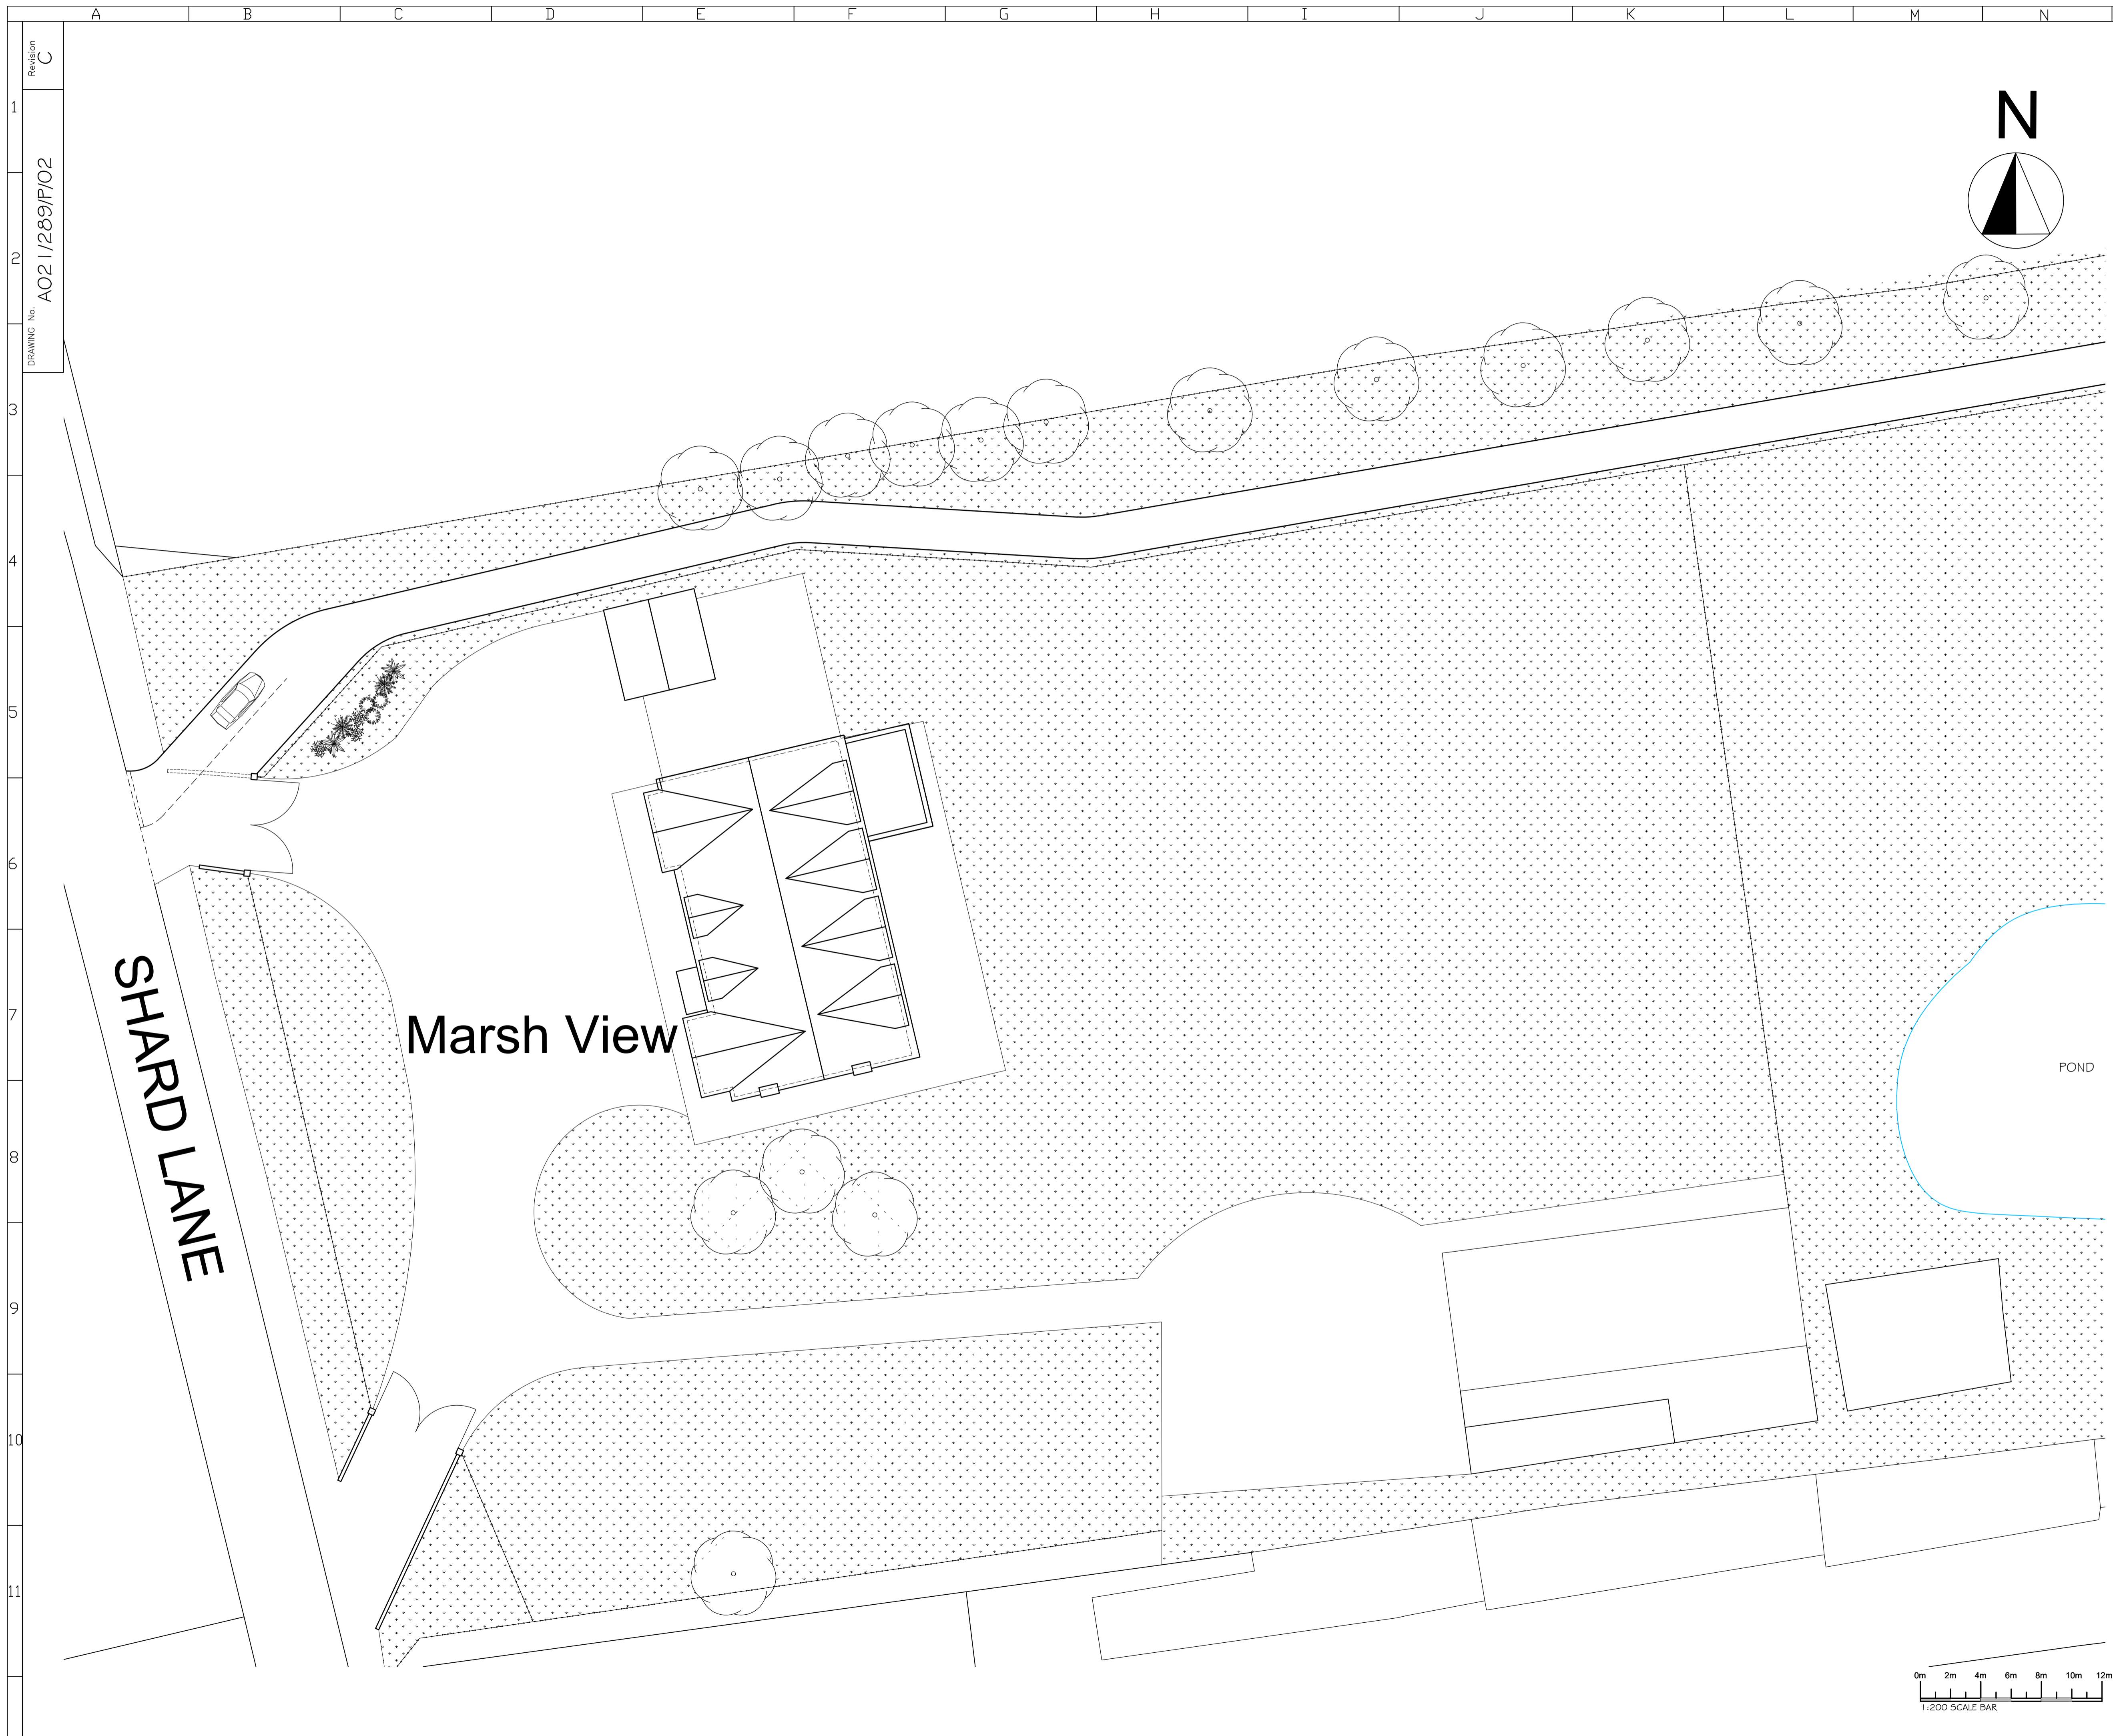 A B C D E F G H I J K L M N
Revision
C
DRAWING No.
A021/289/P/02
1
2
3
4
5
6
7
8
9
10
11
N
SHARD LANE
Marsh View
POND
0m 2m 4m 6m 8m 10m 12m
1:200 SCALE BAR